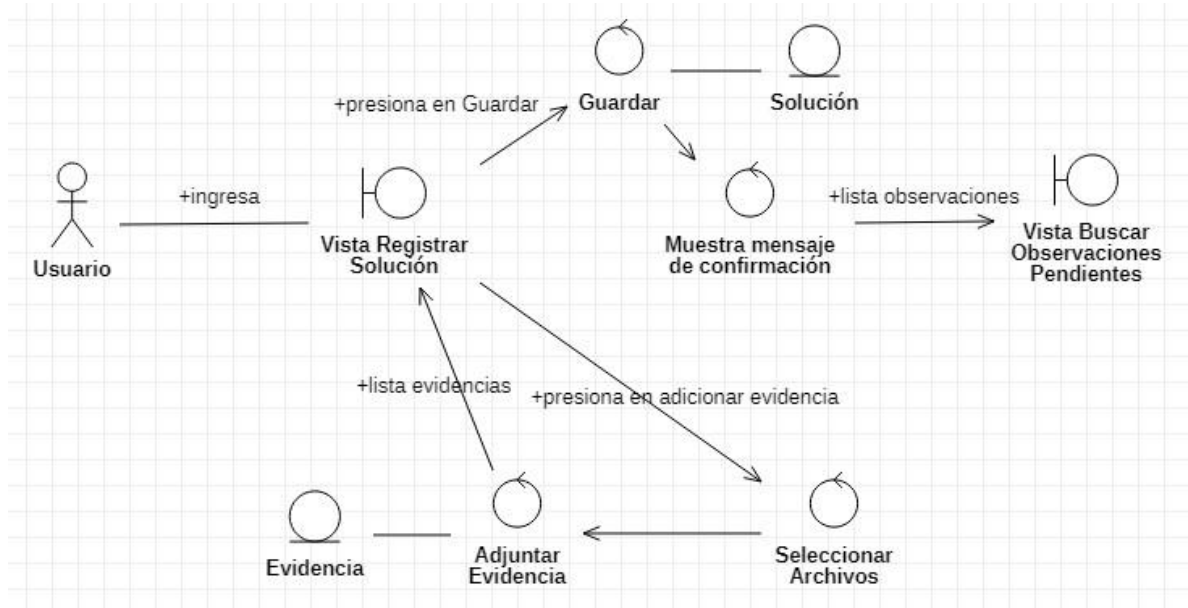 +presiona en Guardar
Guardar
Solución
+ingresa
+lista observaciones
Usuario
Vista Registrar
Solución
Muestra mensaje
de confirmación
Vista Buscar
Observaciones
Pendientes
+lista evidencias
+presiona en adicionar evidencia
Evidencia
Adjuntar
Evidencia
Seleccionar
Archivos